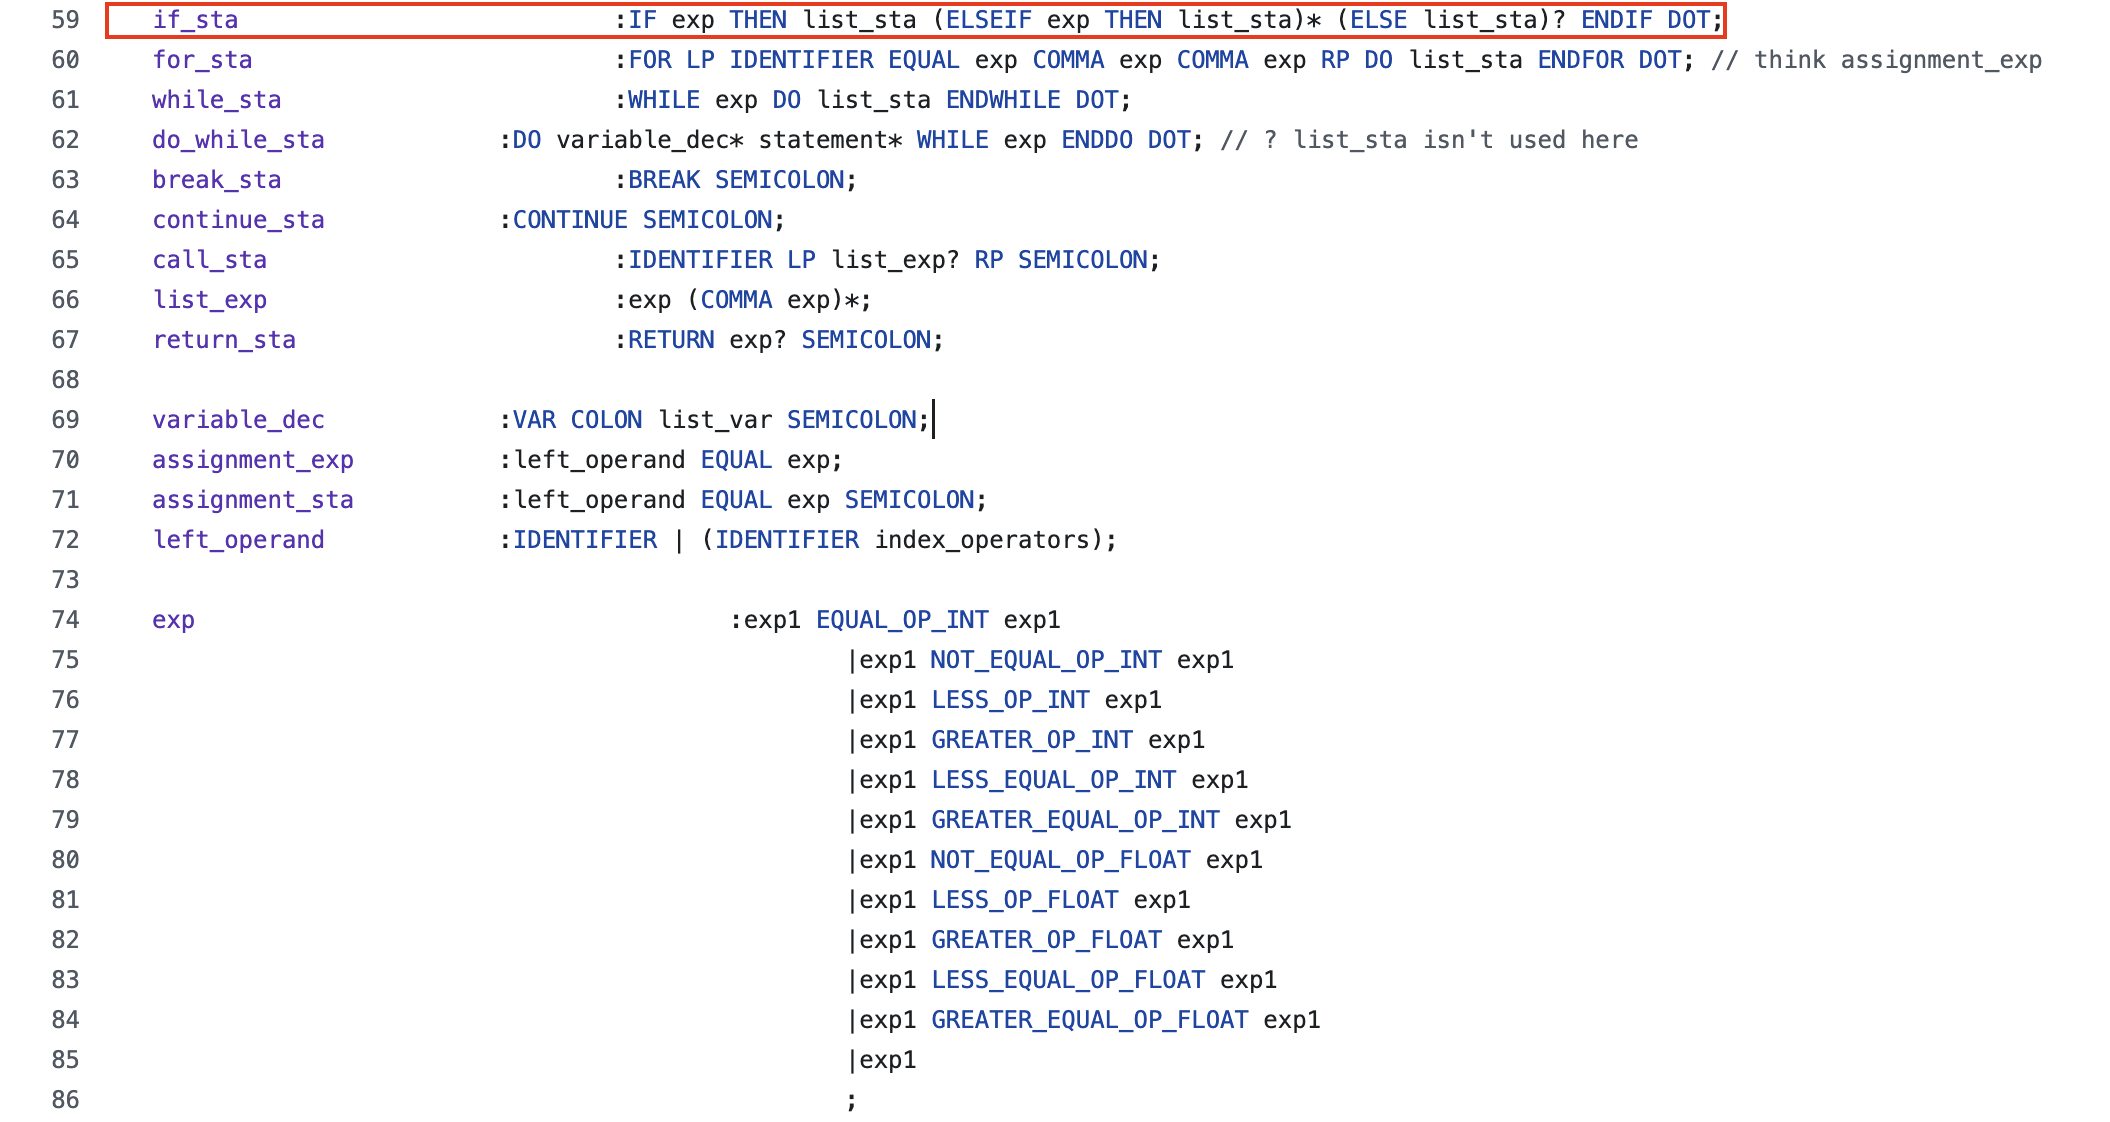 59 if_sta :IF exp THEN list_sta (ELSEIF exp THEN list_sta)* (ELSE list_sta)? ENDIF DOT;
60 for_sta :FOR LP IDENTIFIER EQUAL exp COMMA exp COMMA exp RP DO list_sta ENDFOR DOT; // think assignment_exp
61 while_sta :WHILE exp DO list_sta ENDWHILE DOT;
62 do_while_sta :DO variable_dec* statement* WHILE exp ENDDO DOT; // ? list_sta isn't used here
63 break_sta :BREAK SEMICOLON;
64 continue_sta :CONTINUE SEMICOLON;
65 call_sta :IDENTIFIER LP list_exp? RP SEMICOLON;
66 list_exp :exp (COMMA exp)*;
67 return_sta :RETURN exp? SEMICOLON;
68
69 variable_dec :VAR COLON list_var SEMICOLON;
70 assignment_exp :left_operand EQUAL exp;
71 assignment_sta :left_operand EQUAL exp SEMICOLON;
72 left_operand :IDENTIFIER | (IDENTIFIER index_operators);
73
74 exp :exp1 EQUAL_OP_INT exp1
75 |exp1 NOT_EQUAL_OP_INT exp1
76 |exp1 LESS_OP_INT exp1
77 |exp1 GREATER_OP_INT exp1
78 |exp1 LESS_EQUAL_OP_INT exp1
79 |exp1 GREATER_EQUAL_OP_INT exp1
80 |exp1 NOT_EQUAL_OP_FLOAT exp1
81 |exp1 LESS_OP_FLOAT exp1
82 |exp1 GREATER_OP_FLOAT exp1
83 |exp1 LESS_EQUAL_OP_FLOAT exp1
84 |exp1 GREATER_EQUAL_OP_FLOAT exp1
85 |exp1
86 ;